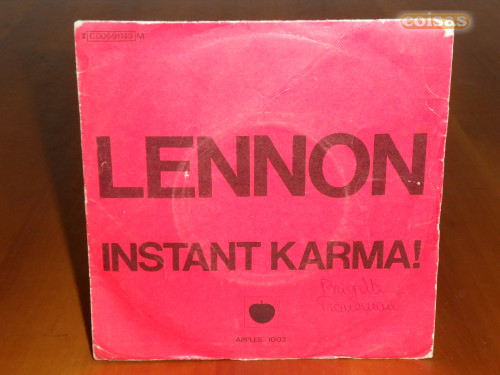 coisas
LENNON
INSTANT KARMA!
APPLES 1003